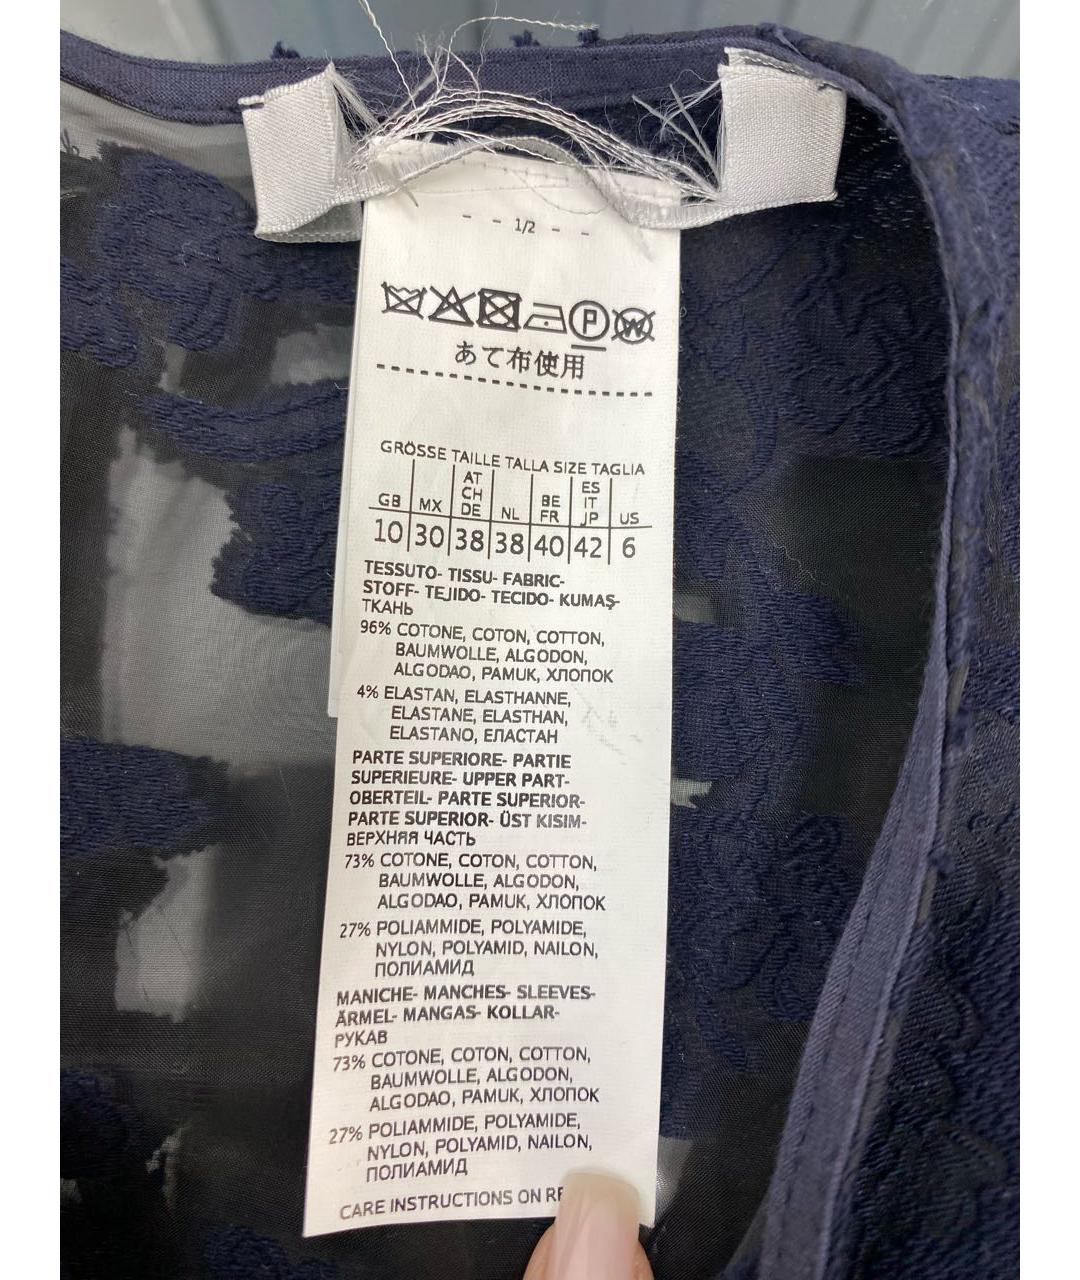 - - 1/2 - -
P W
あて布使用
GRÖSSE TAILLE TALLA SIZE TAGLIA
GB MX AT CH DE NL BE FR ES IT JP US
10 30 38 38 40 42 6
TESSUTO- TISSU- FABRIC-
STOFF- TEJIDO- TECIDO- KUMAŞ-
ТКАНЬ
96% COTONE, COTON, COTTON,
BAUMWOLLE, ALGODON,
ALGODAO, PAMUK, ХЛОПОК
4% ELASTAN, ELASTHANNE,
ELASTANE, ELASTHAN,
ELASTANO, ЕЛАСТАН
PARTE SUPERIORE- PARTIE
SUPERIEURE- UPPER PART-
OBERTEIL- PARTE SUPERIOR-
PARTE SUPERIOR- ÜST KISIM-
ВЕРХНЯЯ ЧАСТЬ
73% COTONE, COTON, COTTON,
BAUMWOLLE, ALGODON,
ALGODAO, PAMUK, ХЛОПОК
27% POLIAMMIDE, POLYAMIDE,
NYLON, POLYAMID, NAILON,
ПОЛИАМИД
MANICHE- MANCHES- SLEEVES-
ÄRMEL- MANGAS- KOLLAR-
РУКАВ
73% COTONE, COTON, COTTON,
BAUMWOLLE, ALGODON,
ALGODAO, PAMUK, ХЛОПОК
27% POLIAMMIDE, POLYAMIDE,
NYLON, POLYAMID, NAILON,
ПОЛИАМИД
CARE INSTRUCTIONS ON